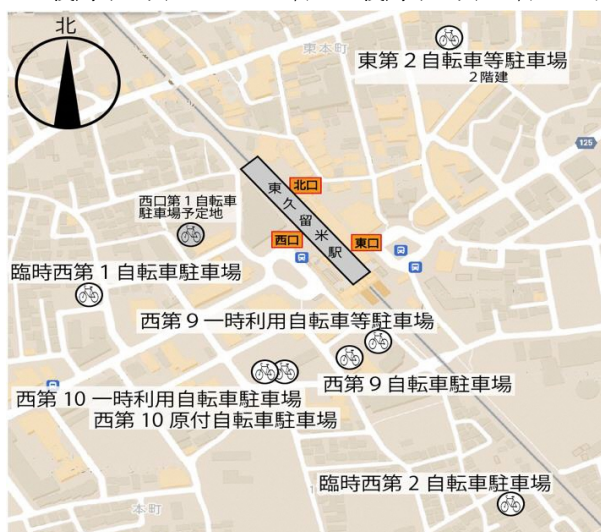 北
東本町
東第２自転車等駐車場
２階建
125
西口第１自転車
駐車場予定地
北口
東久留米駅
西口
東口
臨時西第１自転車駐車場
西第９一時利用自転車等駐車場
西第９自転車駐車場
西第10一時利用自転車駐車場
西第10原付自転車駐車場
臨時西第２自転車駐車場
本町